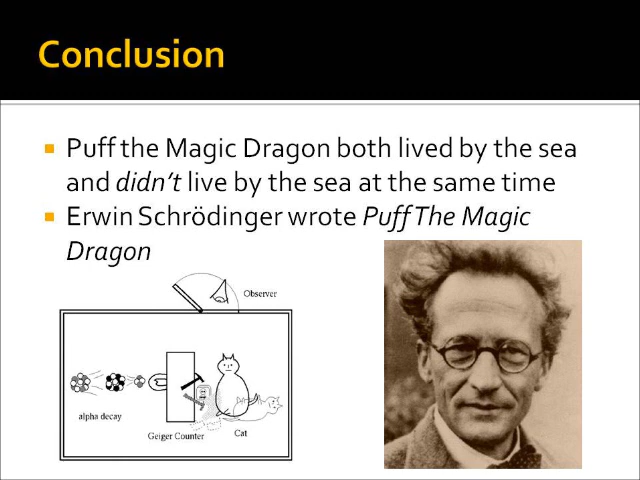 Conclusion
Puff the Magic Dragon both lived by the sea
and didn't live by the sea at the same time
Erwin Schrödinger wrote Puff The Magic
Dragon
Observer
alpha decay
Geiger Counter
Cat